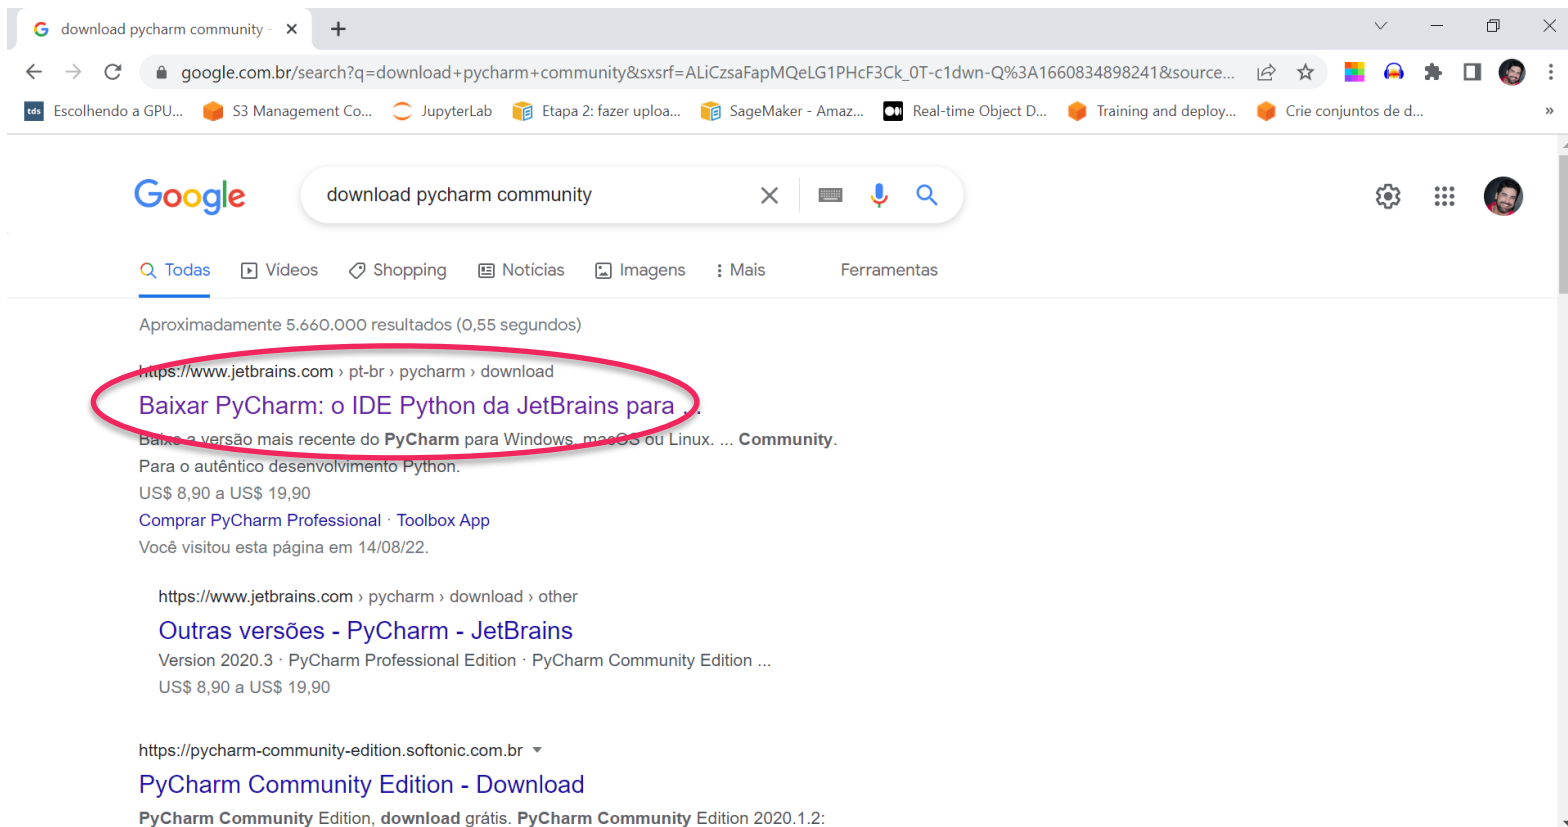 download pycharm community -
google.com.br/search?q=download+pycharm+community&sxsrf=ALiCzsaFapMQeLG1PHcF3Ck_0T-c1dwn-Q%3A1660834898241&source...
tds Escolhendo a GPU... S3 Management Co... JupyterLab Etapa 2: fazer uploa... SageMaker - Amaz... Real-time Object D... Training and deploy... Crie conjuntos de d... »
Google download pycharm community
Todas Vídeos Shopping Notícias Imagens Mais Ferramentas
Aproximadamente 5.660.000 resultados (0,55 segundos)
https://www.jetbrains.com › pt-br › pycharm › download
Baixar PyCharm: o IDE Python da JetBrains para ...
Baixe a versão mais recente do PyCharm para Windows, macOS ou Linux. ... Community.
Para o autêntico desenvolvimento Python.
US$ 8,90 a US$ 19,90
Comprar PyCharm Professional · Toolbox App
Você visitou esta página em 14/08/22.
https://www.jetbrains.com › pycharm › download › other
Outras versões - PyCharm - JetBrains
Version 2020.3 · PyCharm Professional Edition · PyCharm Community Edition ...
US$ 8,90 a US$ 19,90
https://pycharm-community-edition.softonic.com.br
PyCharm Community Edition - Download
PyCharm Community Edition, download grátis. PyCharm Community Edition 2020.1.2: